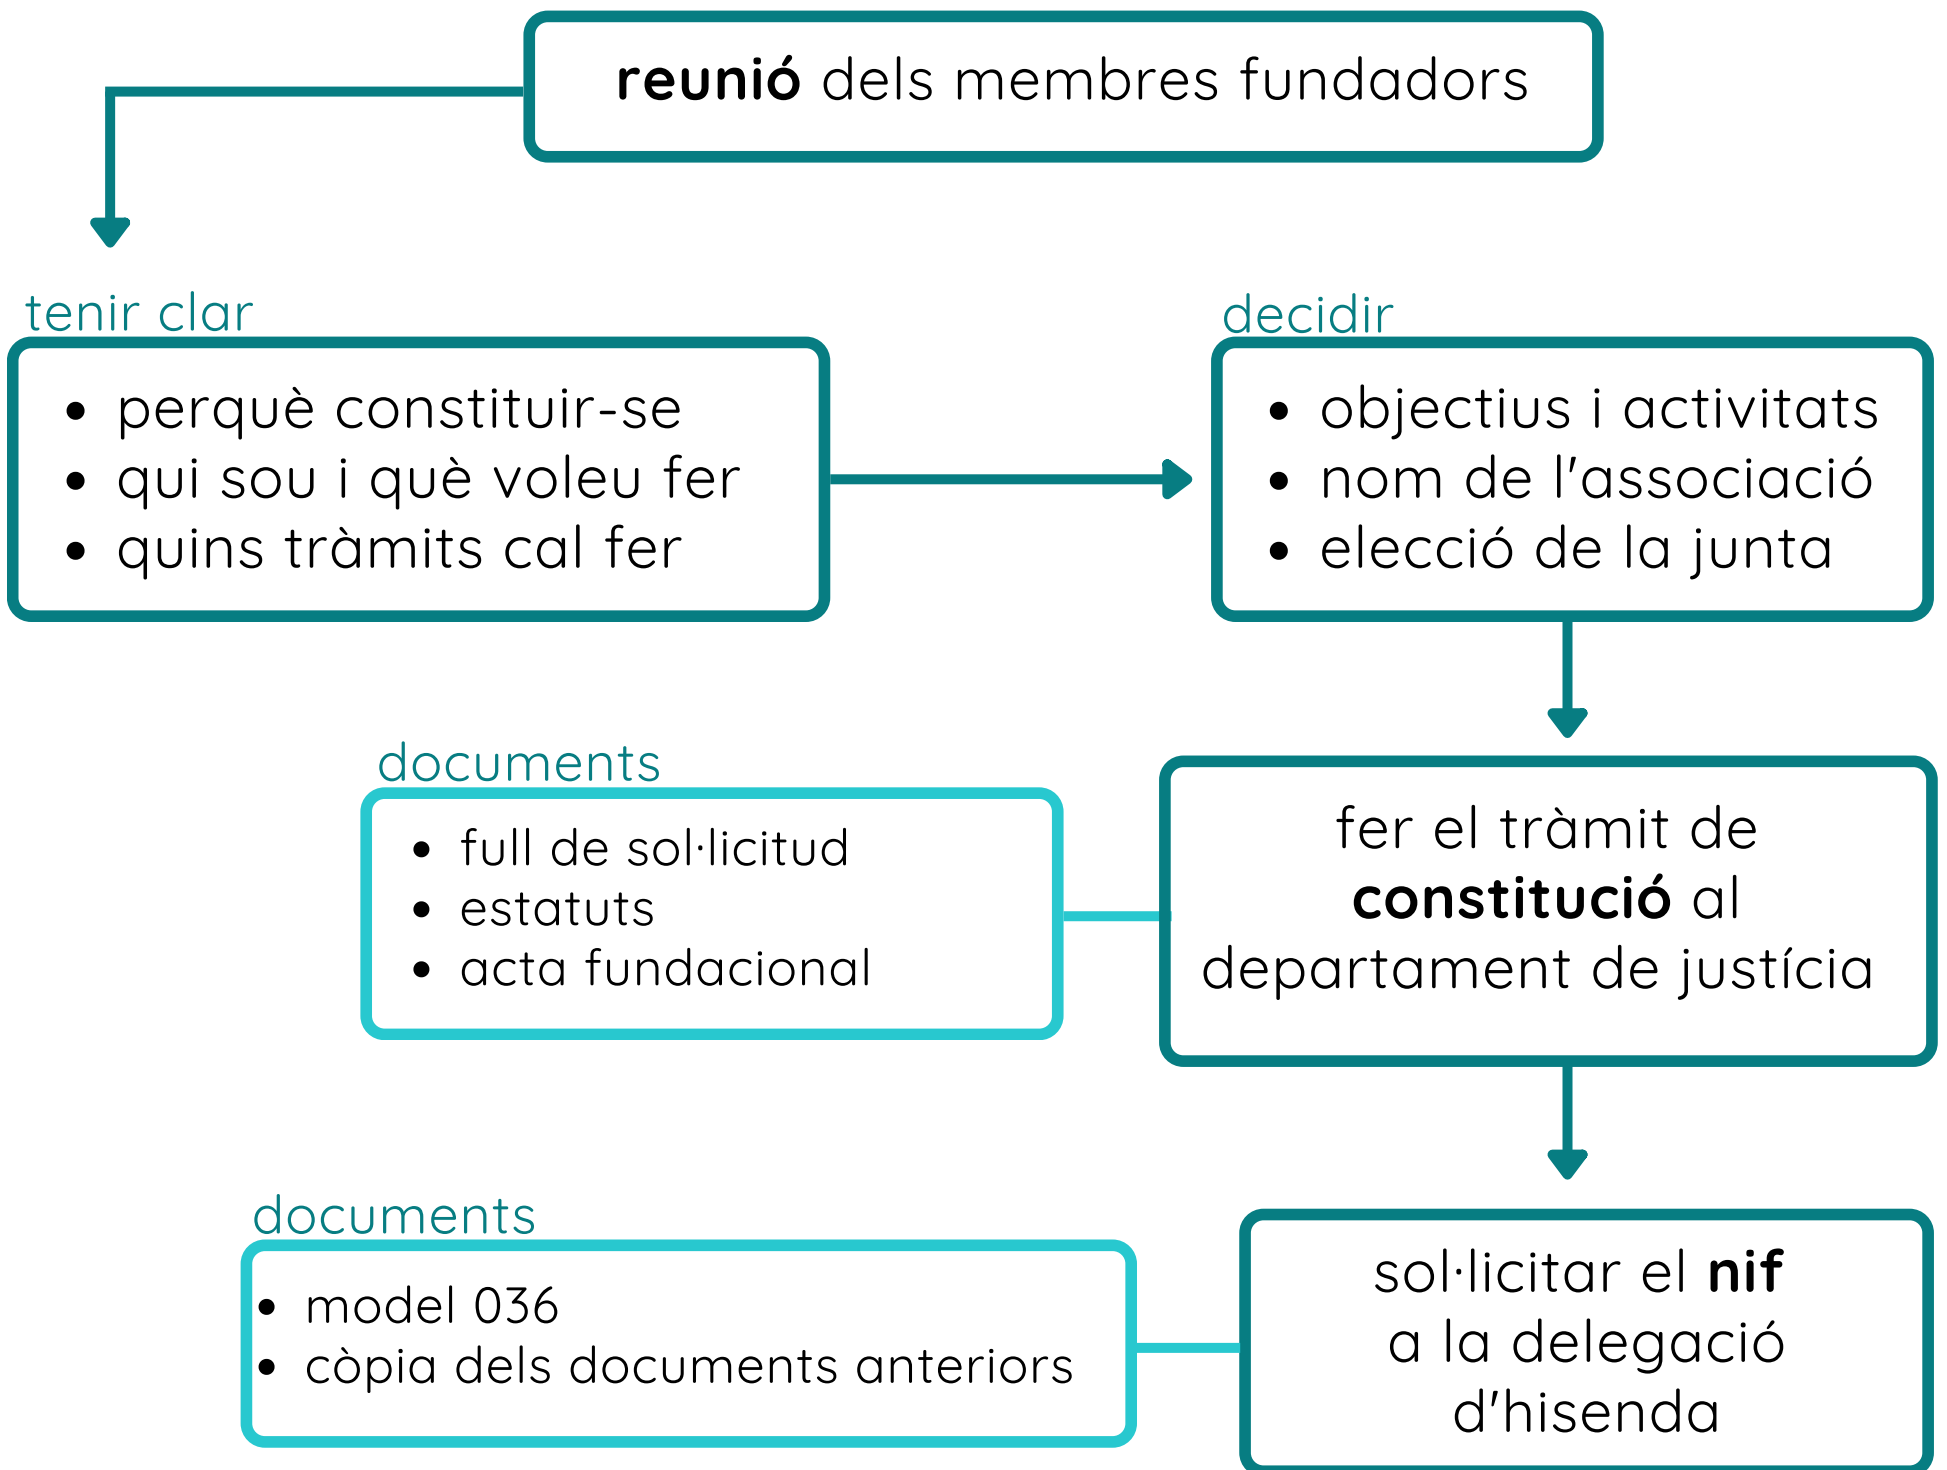 reunió dels membres fundadors
tenir clar
• perquè constituir-se
• qui sou i què voleu fer
• quins tràmits cal fer
decidir
• objectius i activitats
• nom de l'associació
• elecció de la junta
fer el tràmit de
constitució al
departament de justícia
documents
• full de sol·licitud
• estatuts
• acta fundacional
sol·licitar el nif
a la delegació
d'hisenda
documents
• model 036
• còpia dels documents anteriors